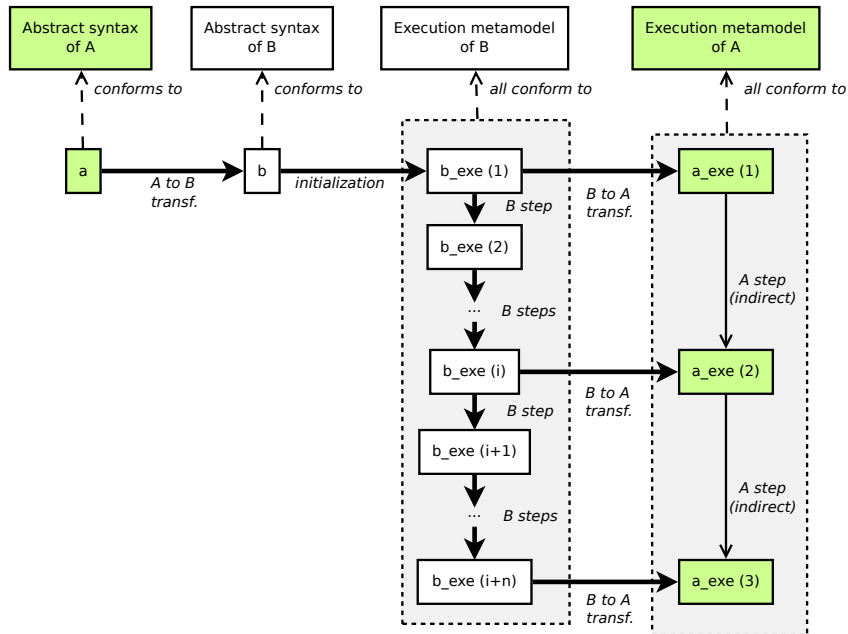 Abstract syntax
of A
Abstract syntax
of B
Execution metamodel
of B
Execution metamodel
of A
conforms to
conforms to
all conform to
all conform to
a
A to B
transf.
b
initialization
b_exe (1)
B to A
transf.
a_exe (1)
B step
b_exe (2)
A step
(indirect)
...
B steps
b_exe (i)
B to A
transf.
a_exe (2)
B step
b_exe (i+1)
A step
(indirect)
...
B steps
b_exe (i+n)
B to A
transf.
a_exe (3)